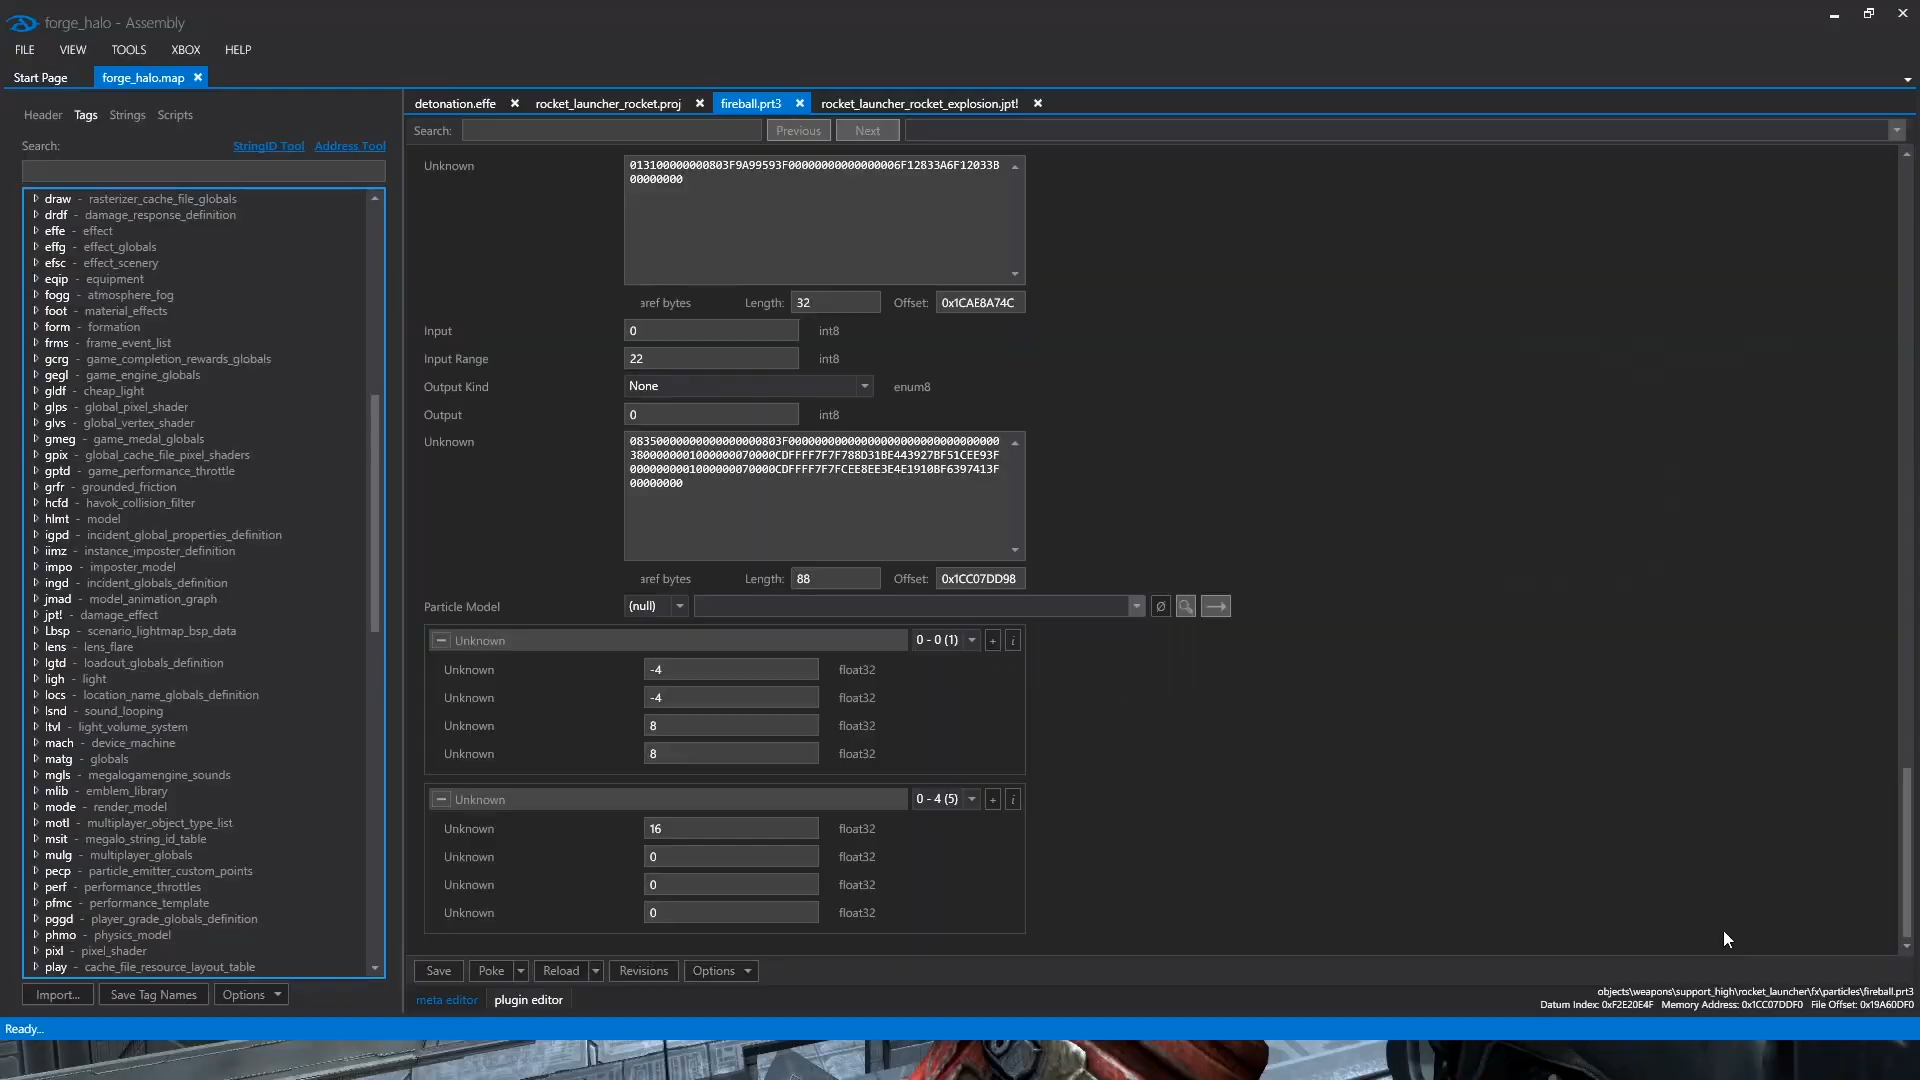 forge_halo - Assembly
FILE VIEW TOOLS XBOX HELP
Start Page forge_halo.map
Header Tags Strings Scripts
Search: StringID Tool Address Tool
draw - rasterizer_cache_file_globals
drdf - damage_response_definition
effe - effect
effg - effect_globals
efsc - effect_scenery
eqip - equipment
fogg - atmosphere_fog
foot - material_effects
form - formation
frms - frame_event_list
gcrg - game_completion_rewards_globals
gegl - game_engine_globals
gldf - cheap_light
glps - global_pixel_shader
glvs - global_vertex_shader
gmeg - game_medal_globals
gpix - global_cache_file_pixel_shaders
gptd - game_performance_throttle
grfr - grounded_friction
hcfd - havok_collision_filter
hlmt - model
igpd - incident_global_properties_definition
iimz - instance_imposter_definition
impo - imposter_model
ingd - incident_globals_definition
jmad - model_animation_graph
jpt! - damage_effect
Lbsp - scenario_lightmap_bsp_data
lens - lens_flare
lgtd - loadout_globals_definition
ligh - light
locs - location_name_globals_definition
lsnd - sound_looping
ltvl - light_volume_system
mach - device_machine
matg - globals
mgls - megalogamengine_sounds
mlib - emblem_library
mode - render_model
motl - multiplayer_object_type_list
msit - megalo_string_id_table
mulg - multiplayer_globals
pecp - particle_emitter_custom_points
perf - performance_throttles
pfmc - performance_template
pggd - player_grade_globals_definition
phmo - physics_model
pixl - pixel_shader
play - cache_file_resource_layout_table
Import... Save Tag Names Options
detonation.effe rocket_launcher_rocket.proj fireball.prt3 rocket_launcher_rocket_explosion.jpt!
Search: Previous Next
Unknown 013100000000803F9A99593F00000000000000006F12833A6F12033B
00000000
aref bytes Length: 32 Offset: 0x1CAE8A74C
Input 0 int8
Input Range 22 int8
Output Kind None enum8
Output 0 int8
Unknown
00000000
aref bytes Length: 88 Offset: 0x1CC07DD98
Particle Model (null)
Unknown 0 - 0 (1) + i
Unknown -4 float32
Unknown -4 float32
Unknown 8 float32
Unknown 8 float32
Unknown 0 - 4 (5) + i
Unknown 16 float32
Unknown 0 float32
Unknown 0 float32
Unknown 0 float32
Save Poke Reload Revisions Options
meta editor plugin editor
objects\weapons\support_high\rocket_launcher\fx\particles\fireball.prt3
Datum Index: 0xF2E20E4F Memory Address: 0x1CC07DDF0 File Offset: 0x19A60DF0
Ready...